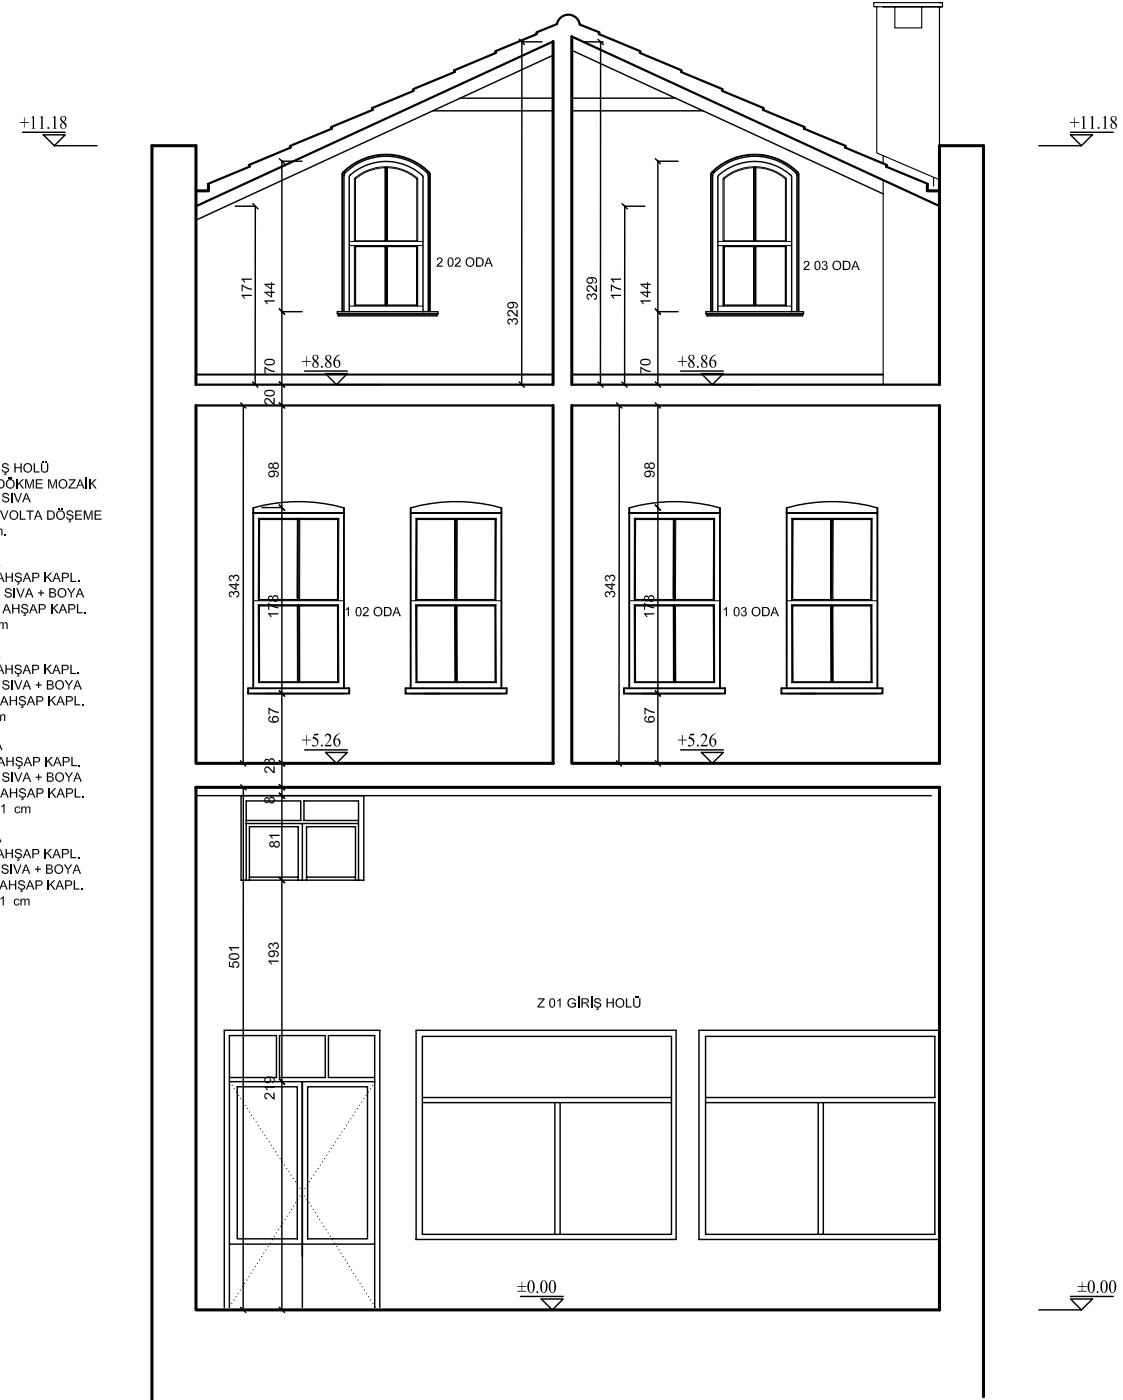 +11.18
+11.18
2 02 ODA
2 03 ODA
171
144
329
329
171
144
70
+8.86
70
+8.86
20
98
98
Ş HOLÜ
DÖKME MOZAİK
SIVA
VOLTA DÖŞEME
AHŞAP KAPL.
SIVA + BOYA
AHŞAP KAPL.
AHŞAP KAPL.
SIVA + BOYA
AHŞAP KAPL.
AHŞAP KAPL.
SIVA + BOYA
AHŞAP KAPL.
1 cm
AHŞAP KAPL.
SIVA + BOYA
AHŞAP KAPL.
1 cm
343
178
1 02 ODA
343
178
1 03 ODA
67
+5.26
67
+5.26
8
81
501
193
Z 01 GİRİŞ HOLÜ
219
±0.00
±0.00